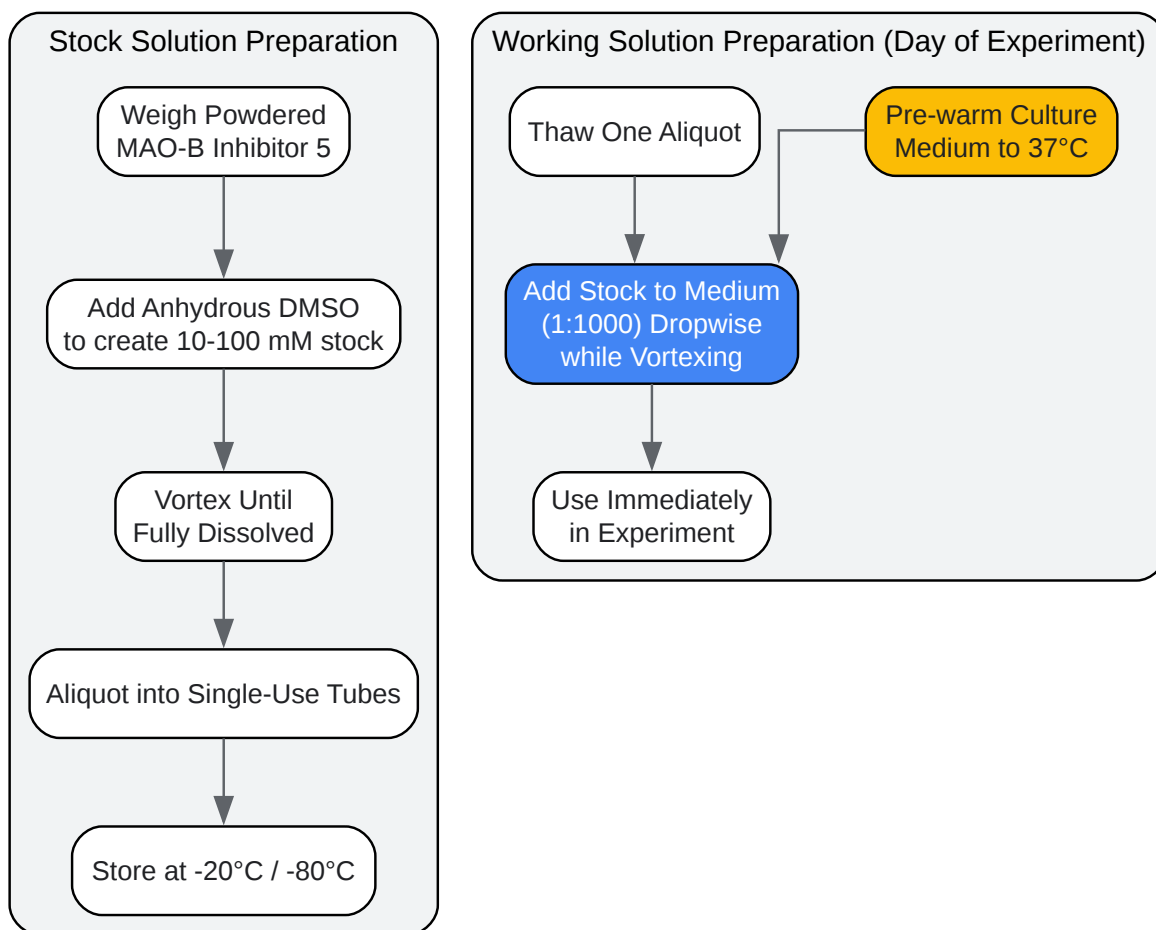 Stock Solution Preparation
Weigh Powdered
MAO-B Inhibitor 5
Add Anhydrous DMSO
to create 10-100 mM stock
Vortex Until
Fully Dissolved
Aliquot into Single-Use Tubes
Store at -20°C / -80°C
Working Solution Preparation (Day of Experiment)
Thaw One Aliquot
Pre-warm Culture
Medium to 37°C
Add Stock to Medium
(1:1000) Dropwise
while Vortexing
Use Immediately
in Experiment